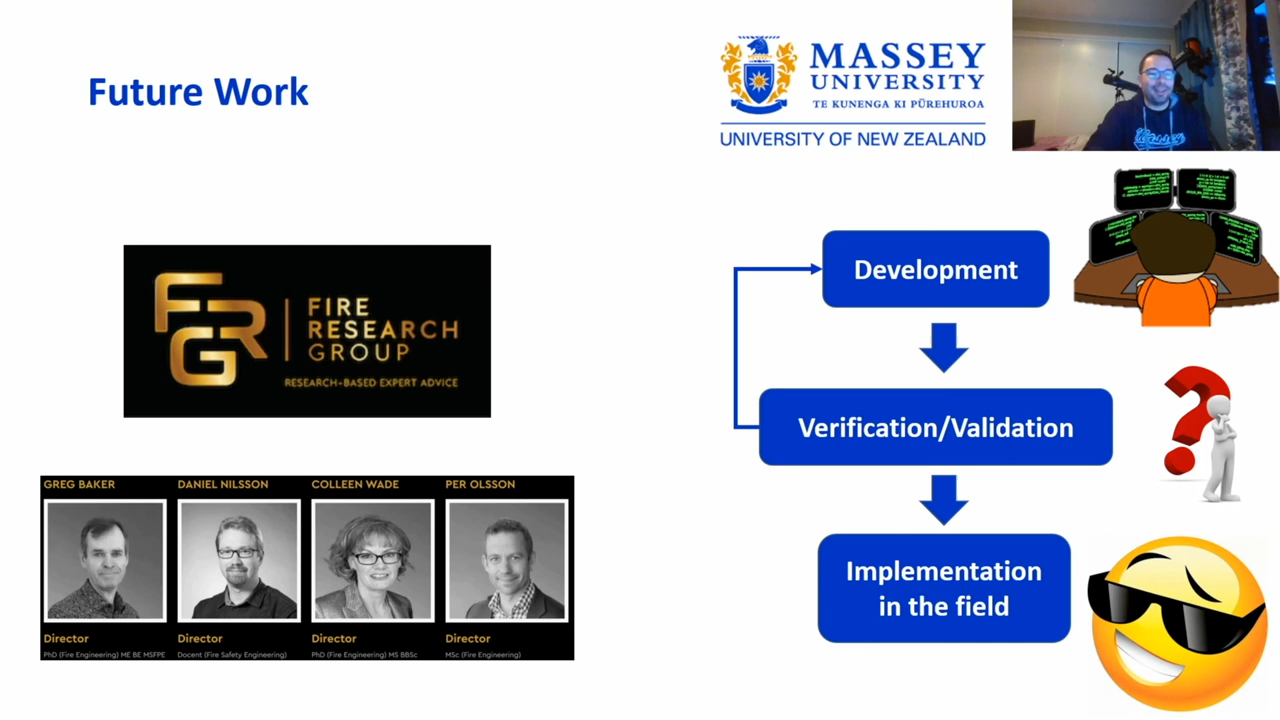 Future Work
MASSEY
UNIVERSITY
TE KUNENGA KI PŪREHUROA
UNIVERSITY OF NEW ZEALAND
Massey
FRG
FIRE
RESEARCH
GROUP
RESEARCH-BASED EXPERT ADVICE
Development
Verification/Validation
Implementation
in the field
GREG BAKER DANIEL NILSSON COLLEEN WADE PER OLSSON
Director Director Director Director
PhD (Fire Engineering) ME BE MSFPE Docent (Fire Safety Engineering) PhD (Fire Engineering) MS BBSc MSc (Fire Engineering)